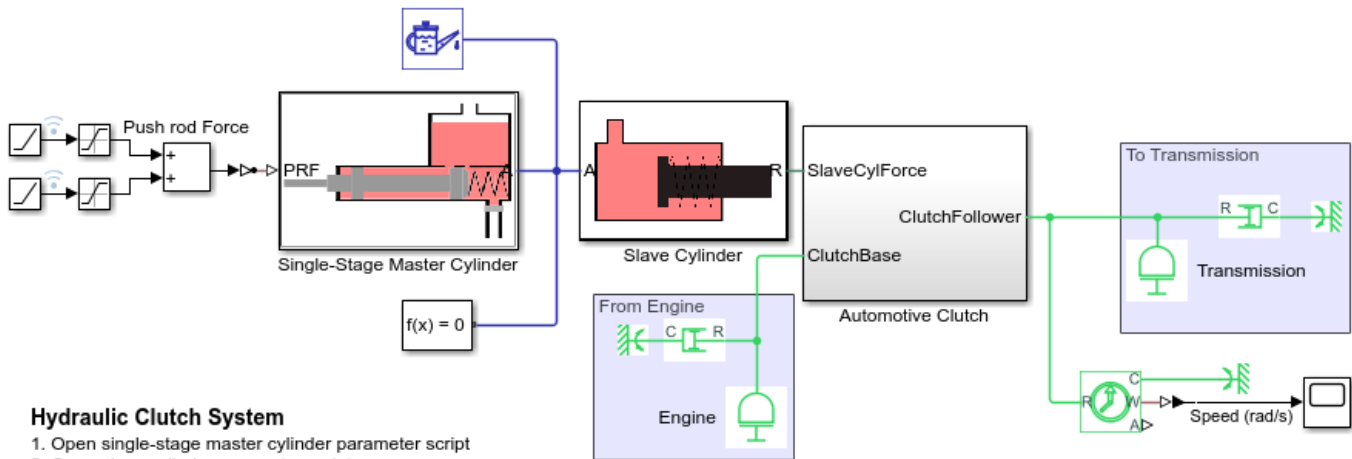 Push rod Force
+
+
PRF
A
Single-Stage Master Cylinder
f(x) = 0
A
R
Slave Cylinder
SlaveCylForce
ClutchFollower
ClutchBase
Automotive Clutch
From Engine
C
R
Engine
To Transmission
R
C
Transmission
R
C
W
A
Speed (rad/s)
Hydraulic Clutch System
1. Open single-stage master cylinder parameter script